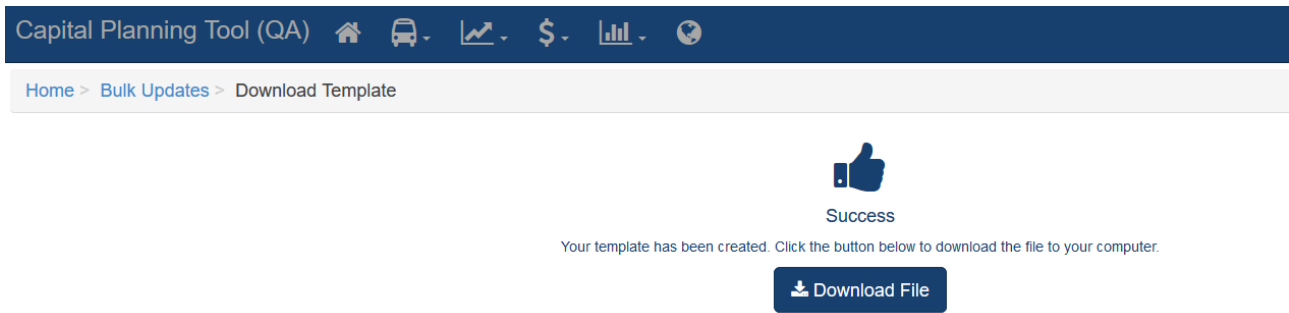 Capital Planning Tool (QA)
Home > Bulk Updates > Download Template
Success
Your template has been created. Click the button below to download the file to your computer.
Download File